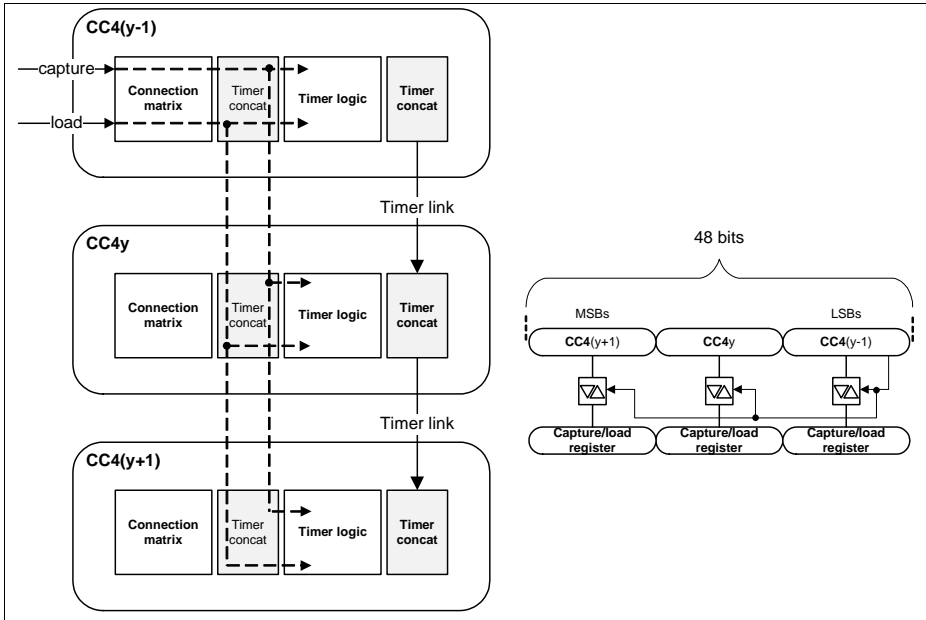 CC4(y-1)
capture
load
Connection
matrix
Timer
concat
Timer logic
Timer
concat
Timer link
CC4y
Connection
matrix
Timer
concat
Timer logic
Timer
concat
Timer link
CC4(y+1)
Connection
matrix
Timer
concat
Timer logic
Timer
concat
48 bits
MSBs
LSBs
CC4(y+1)
CC4y
CC4(y-1)
Capture/load
register
Capture/load
register
Capture/load
register